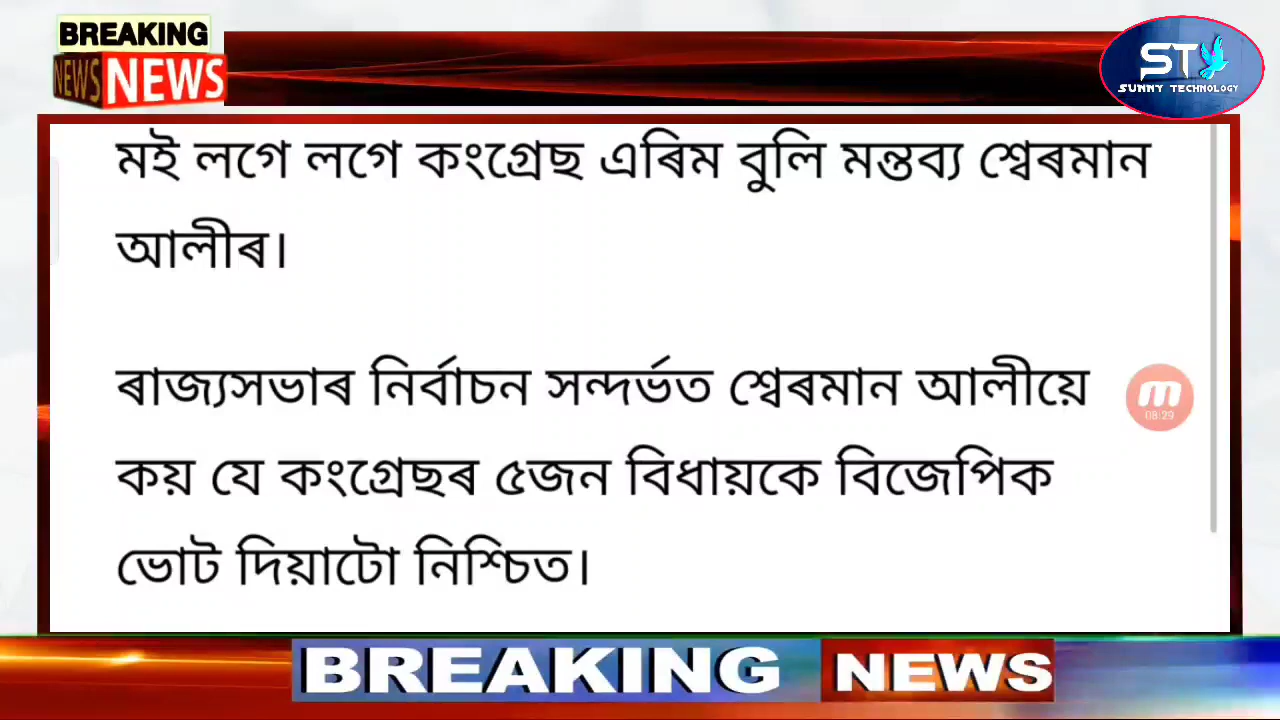 BREAKING
NEWS NEWS
ST
SUNNY TECHNOLOGY
মই লগে লগে কংগ্ৰেছ এৰিম বুলি মন্তব্য শ্বেৰমান
আলীৰ।
ৰাজ্যসভাৰ নিৰ্বাচন সন্দৰ্ভত শ্বেৰমান আলীয়ে
কয় যে কংগ্ৰেছৰ ৫জন বিধায়কে বিজেপিক
ভোট দিয়াটো নিশ্চিত।
m
08:29
BREAKING NEWS